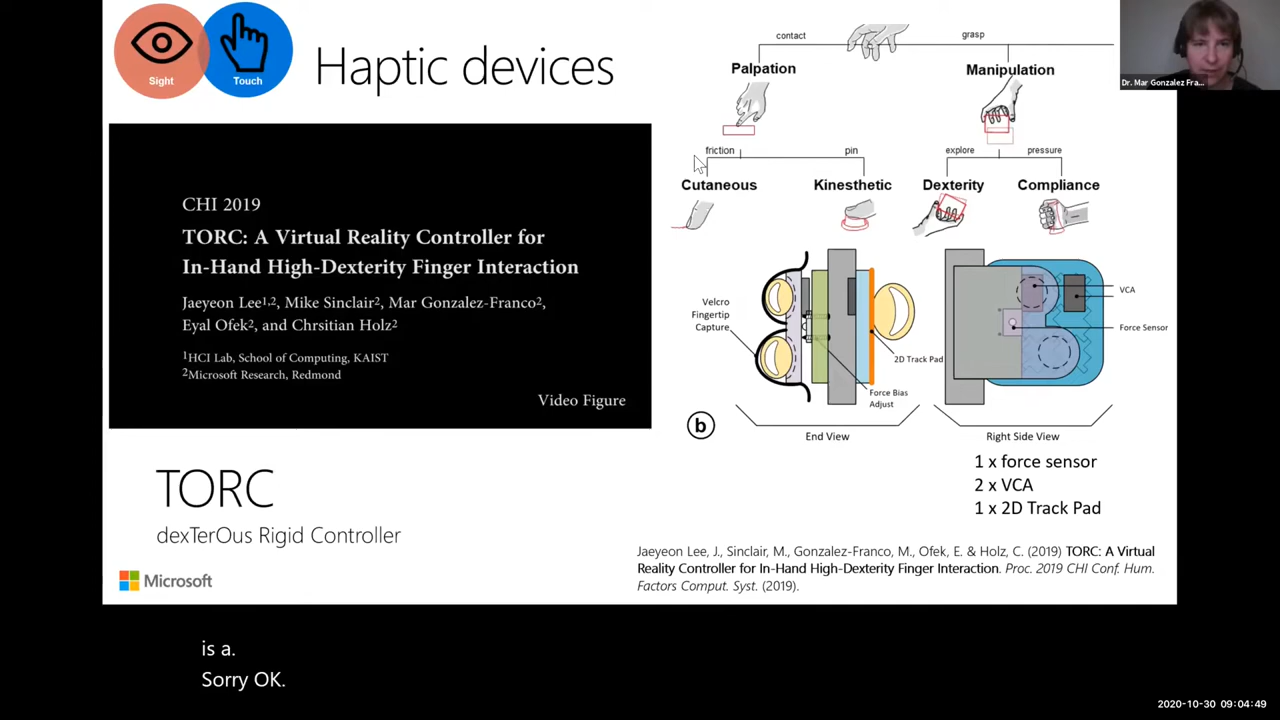 Sight
Touch
Haptic devices
contact
grasp
Palpation
Manipulation
friction
pin
explore
pressure
Cutaneous
Kinesthetic
Dexterity
Compliance
CHI 2019
TORC: A Virtual Reality Controller for
In-Hand High-Dexterity Finger Interaction
Jaeyeon Lee1,2, Mike Sinclair2, Mar Gonzalez-Franco2,
Eyal Ofek2, and Chrsitian Holz2
1HCI Lab, School of Computing, KAIST
2Microsoft Research, Redmond
Video Figure
Velcro
Fingertip
Capture
2D Track Pad
Force Bias
Adjust
VCA
Force Sensor
b
End View
Right Side View
1 x force sensor
2 x VCA
1 x 2D Track Pad
TORC
dexTerOus Rigid Controller
Microsoft
Jaeyeon Lee, J., Sinclair, M., Gonzalez-Franco, M., Ofek, E. & Holz, C. (2019) TORC: A Virtual
Reality Controller for In-Hand High-Dexterity Finger Interaction. Proc. 2019 CHI Conf. Hum.
Factors Comput. Syst. (2019).
Dr. Mar Gonzalez Fra...
is a.
Sorry OK.
2020-10-30 09:04:49